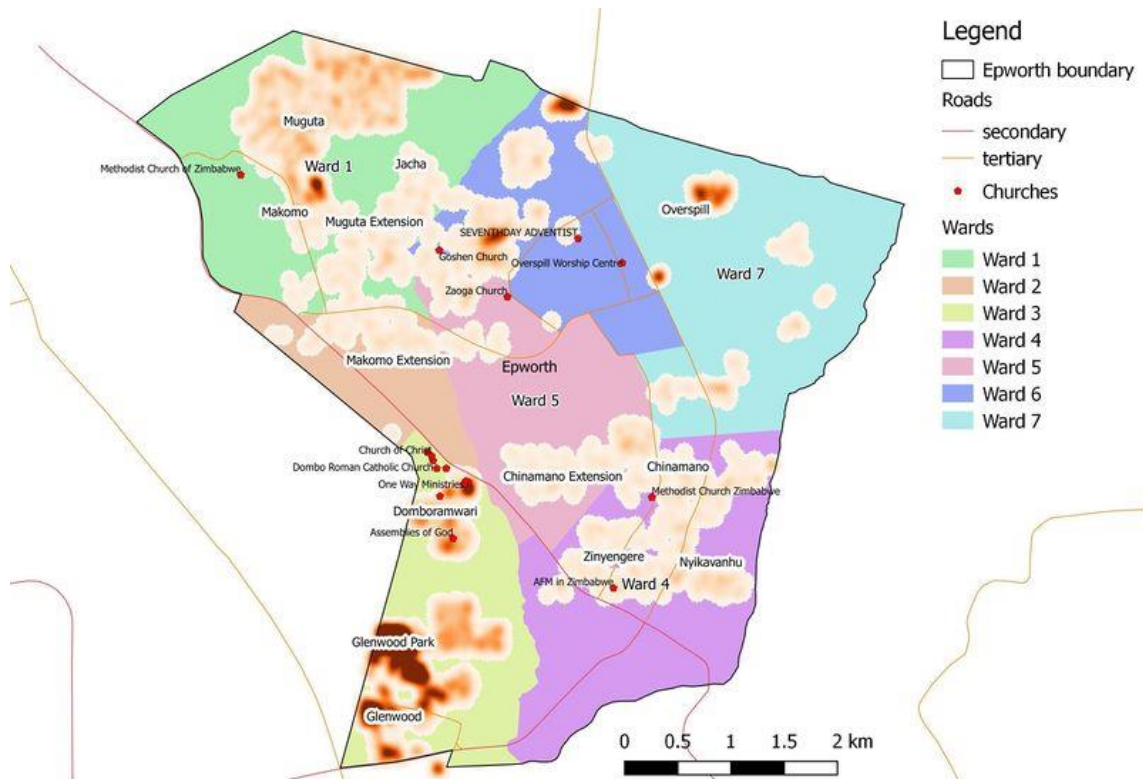 Legend
Epworth boundary
Roads
secondary
tertiary
Churches
Wards
Ward 1
Ward 2
Ward 3
Ward 4
Ward 5
Ward 6
Ward 7
Muguta
Methodist Church of Zimbabwe
Ward 1
Jacha
Makomo
Muguta Extension
Overspill
SEVENTHDAY ADVENTIST
Goshen Church
Overspill Worship Centre
Ward 7
Zaoga Church
Makomo Extension
Epworth
Ward 5
Church of Christ
Dombo Roman Catholic Church
One Way Ministries
Chinamano Extension
Chinamano
Methodist Church Zimbabwe
Domboramwari
Assemblies of God
Zinyengere
Nyikavanhu
AFM in Zimbabwe
Ward 4
Glenwood Park
Glenwood
0 0.5 1 1.5 2 km